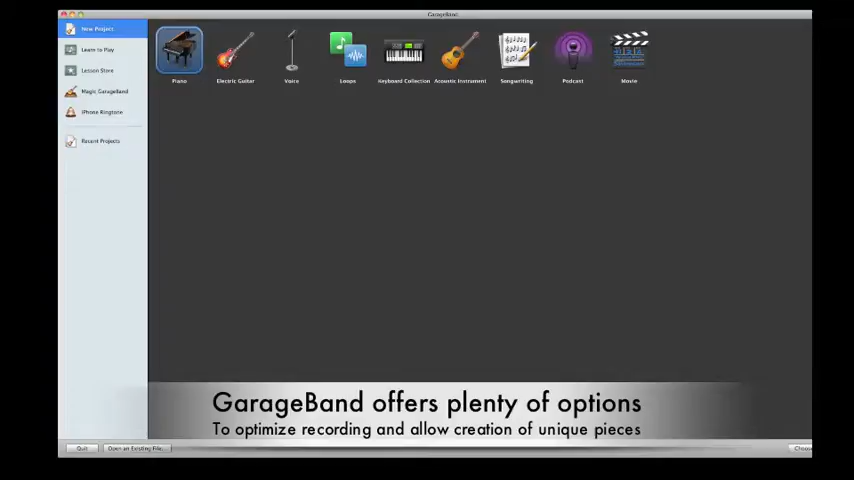 GarageBand
New Project
Learn to Play
Lesson Store
Magic GarageBand
iPhone Ringtone
Recent Projects
Piano
Electric Guitar
Voice
Loops
Keyboard Collection
Acoustic Instrument
Songwriting
Podcast
Movie
GarageBand offers plenty of options
To optimize recording and allow creation of unique pieces
Quit
Open an Existing File...
Choose